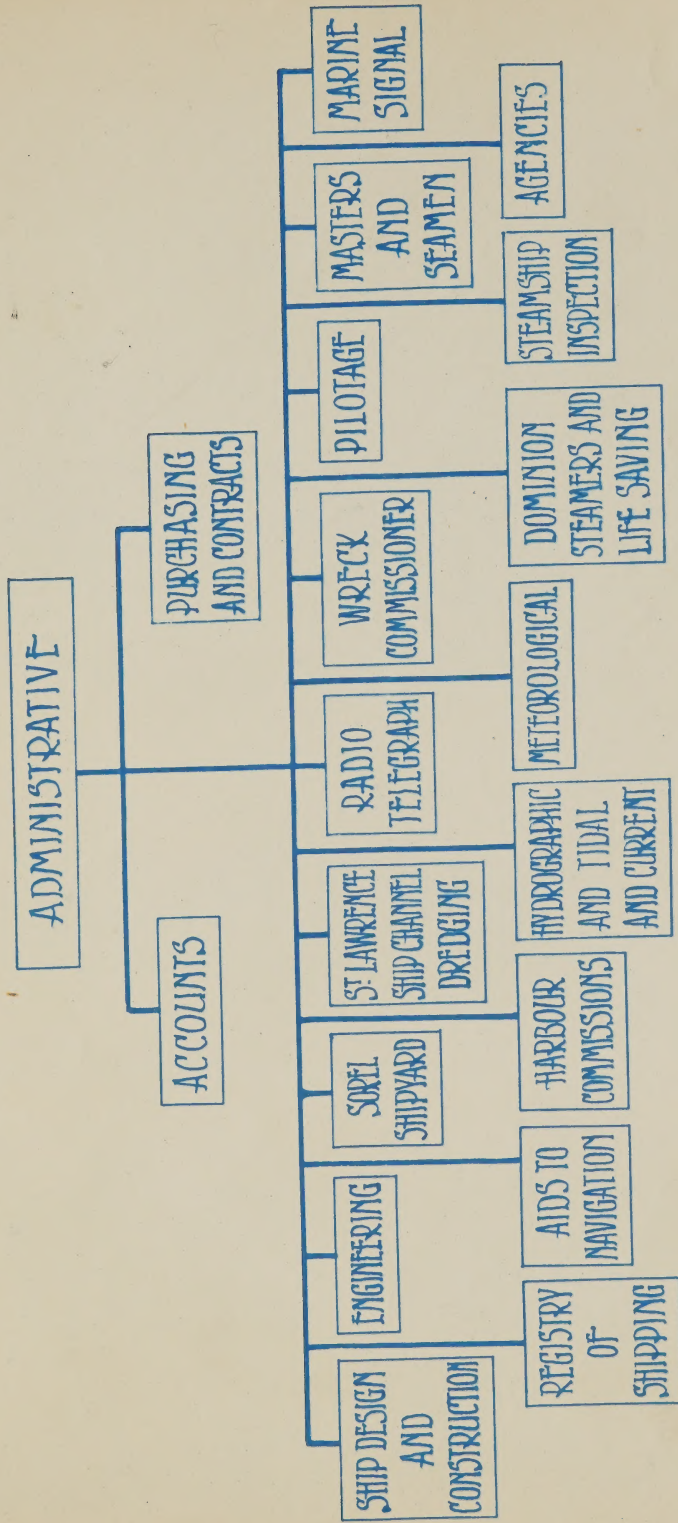 ADMINISTRATIVE
ACCOUNTS
PURCHASING
AND CONTRACTS
SHIP DESIGN
AND
CONSTRUCTION
ENGINEERING
SOREL
SHIPYARD
ST LAWRENCE
SHIP CHANNEL
DREDGING
RADIO
TELEGRAPH
WRECK
COMMISSIONER
PILOTAGE
MASTERS
AND
SEAMEN
MARINE
SIGNAL
REGISTRY
OF
SHIPPING
AIDS TO
NAVIGATION
HARBOUR
COMMISSIONS
HYDROGRAPHIC
AND TIDAL
AND CURRENT
METEOROLOGICAL
DOMINION
STEAMERS AND
LIFE SAVING
STEAMSHIP
INSPECTION
AGENCIES